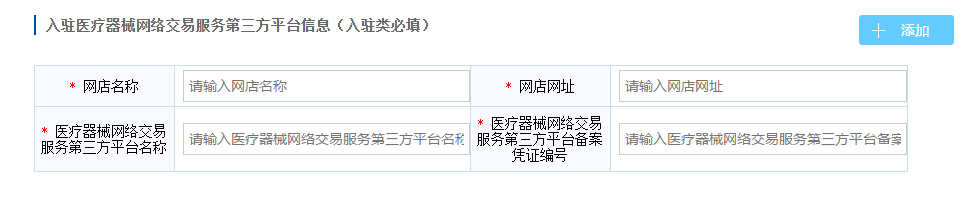 入驻医疗器械网络交易服务第三方平台信息（入驻类必填）
添加
* 网店名称
请输入网店名称
* 网店网址
请输入网店网址
* 医疗器械网络交易
服务第三方平台名称
请输入医疗器械网络交易服务第三方平台名称
* 医疗器械网络交易
服务第三方平台备案
凭证编号
请输入医疗器械网络交易服务第三方平台备案